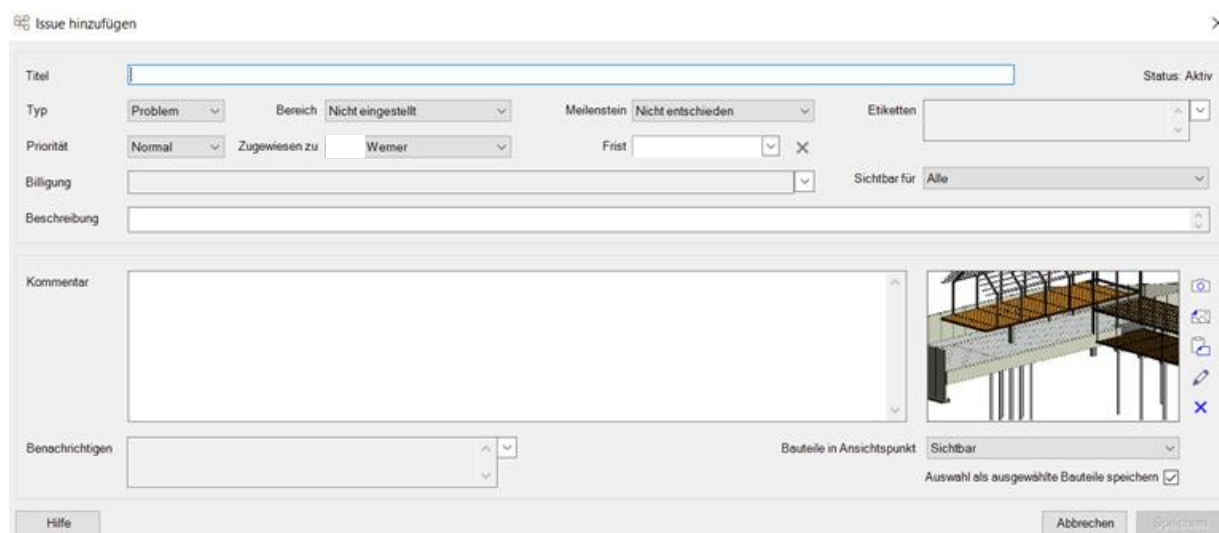 Issue hinzufügen
Titel Status: Aktiv
Typ Problem Bereich Nicht eingestellt Meilenstein Nicht entschieden Etiketten
Priorität Normal Zugewiesen zu Werner Frist
Billigung Sichtbar für Alle
Beschreibung
Kommentar
Benachrichtigen Bauteile in Ansichtspunkt Sichtbar
Auswahl als ausgewählte Bauteile speichern
Hilfe Abbrechen Speichern